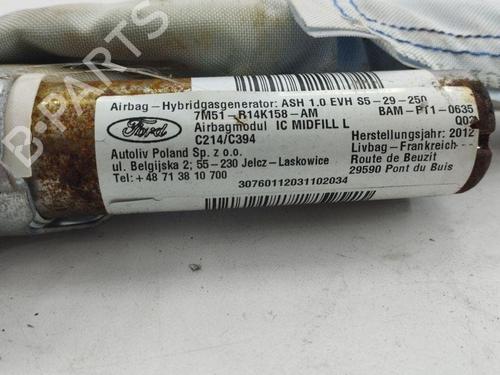 Airbag-Hybridgasgenerator: ASH 1.0 EVH S5-29-250
7M51-R14K158-AM BAM-PT1-0635
Airbagmodul IC MIDFILL L
C214/C394 Herstellungsjahr: 2012
Autoliv Poland Sp. z o.o. Livbag-Frankreich
ul. Belgijska 2; 55-230 Jelcz-Laskowice Route de Beuzit
Tel: +48 71 38 10 700 29590 Pont du Buis
30760112031102034
Ford
B-PARTS